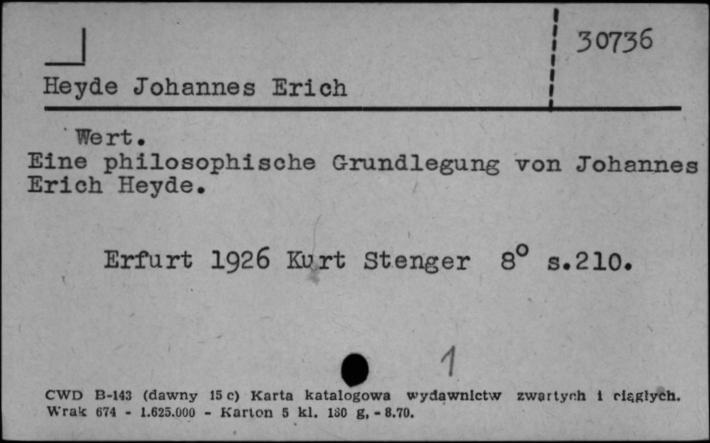 30736
Heyde Johannes Erich
Wert.
Eine philosophische Grundlegung von Johannes
Erich Heyde.
Erfurt 1926 Kurt Stenger 8° s.210.
1
CWD B-143 (dawny 15 c) Karta katalogowa wydawnictw zwartych i ciągłych.
Wrak 674 - 1.625.000 - Karton 5 kl. 180 g, - 8.70.